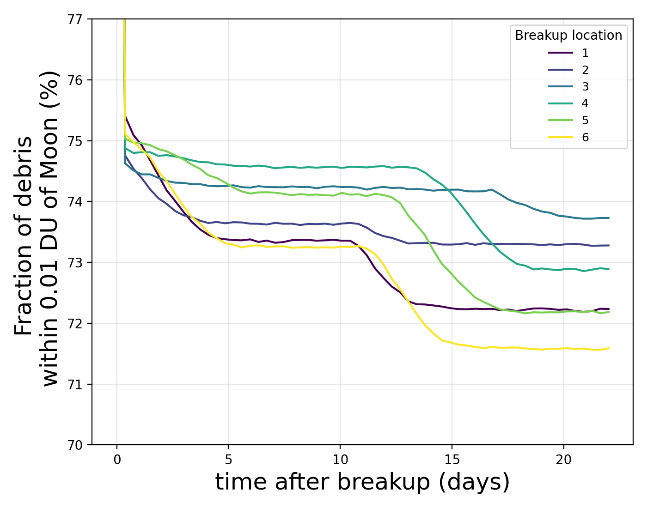 77
76
75
74
73
72
71
70
Fraction of debris
within 0.01 DU of Moon (%)
Breakup location
1
2
3
4
5
6
0 5 10 15 20
time after breakup (days)